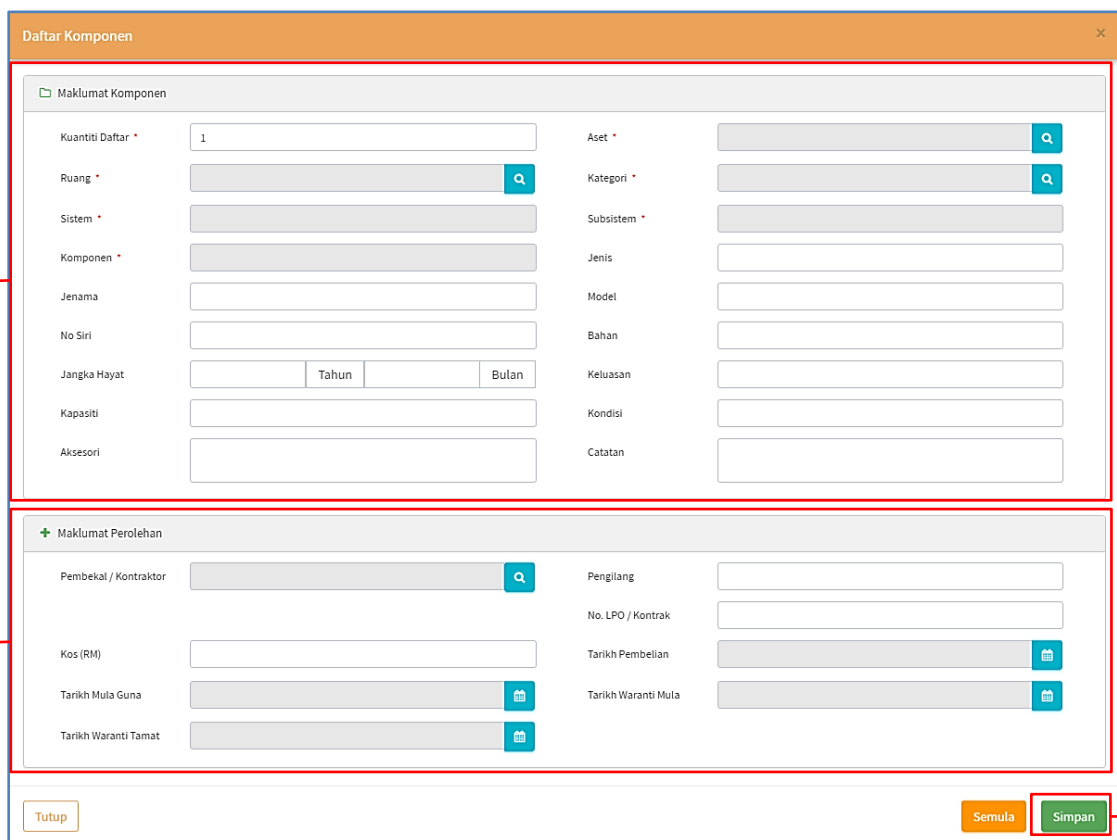 Daftar Komponen ×
Maklumat Komponen
Kuantiti Daftar * 1 Aset *
Ruang * Kategori *
Sistem * Subsistem *
Komponen * Jenis
Jenama Model
No Siri Bahan
Jangka Hayat Tahun Bulan Keluasan
Kapasiti Kondisi
Aksesori Catatan
Maklumat Perolehan
Pembekal / Kontraktor Pengilang
No. LPO / Kontrak
Kos (RM) Tarikh Pembelian
Tarikh Mula Guna Tarikh Waranti Mula
Tarikh Waranti Tamat
Tutup Semula Simpan